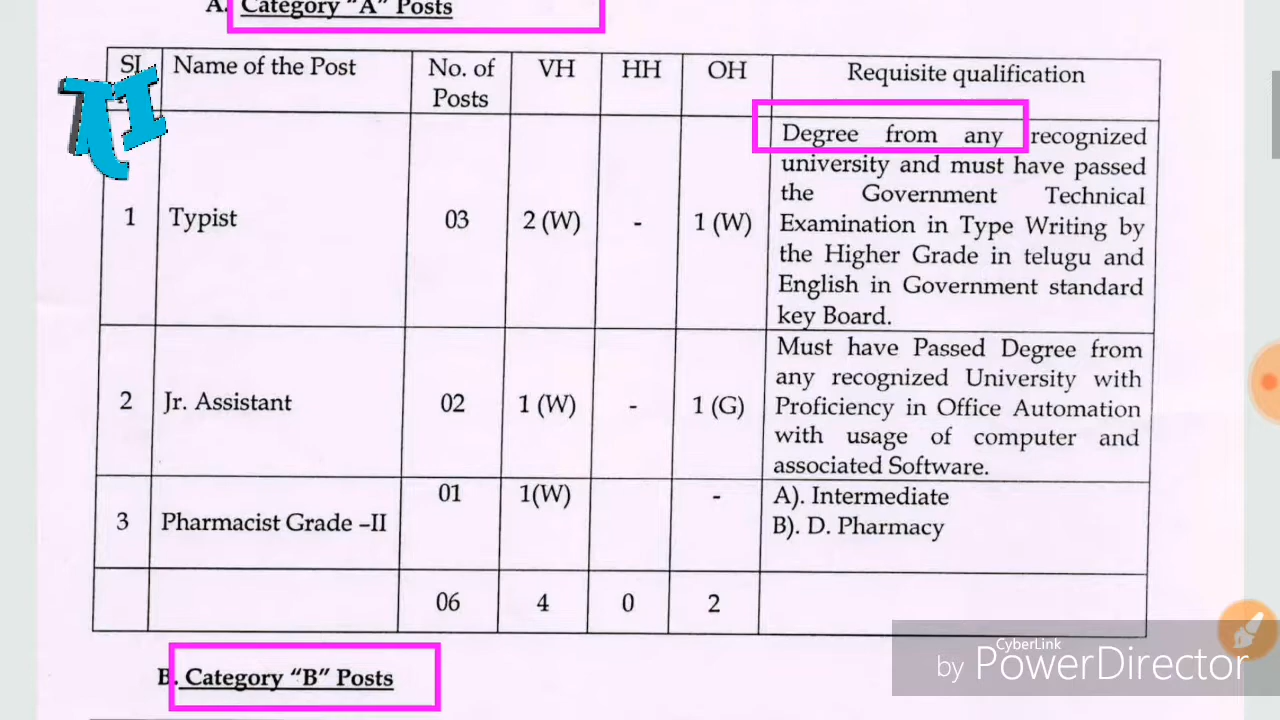 A. Category "A" Posts
Sl Name of the Post No. of Posts VH HH OH Requisite qualification
1 Typist 03 2 (W) - 1 (W) Degree from any recognized
university and must have passed
the Government Technical
Examination in Type Writing by
the Higher Grade in telugu and
English in Government standard
key Board.
2 Jr. Assistant 02 1 (W) - 1 (G) Must have Passed Degree from
any recognized University with
Proficiency in Office Automation
with usage of computer and
associated Software.
3 Pharmacist Grade –II 01 1(W) - A). Intermediate
B). D. Pharmacy
06 4 0 2
B. Category "B" Posts
CyberLink
by PowerDirector